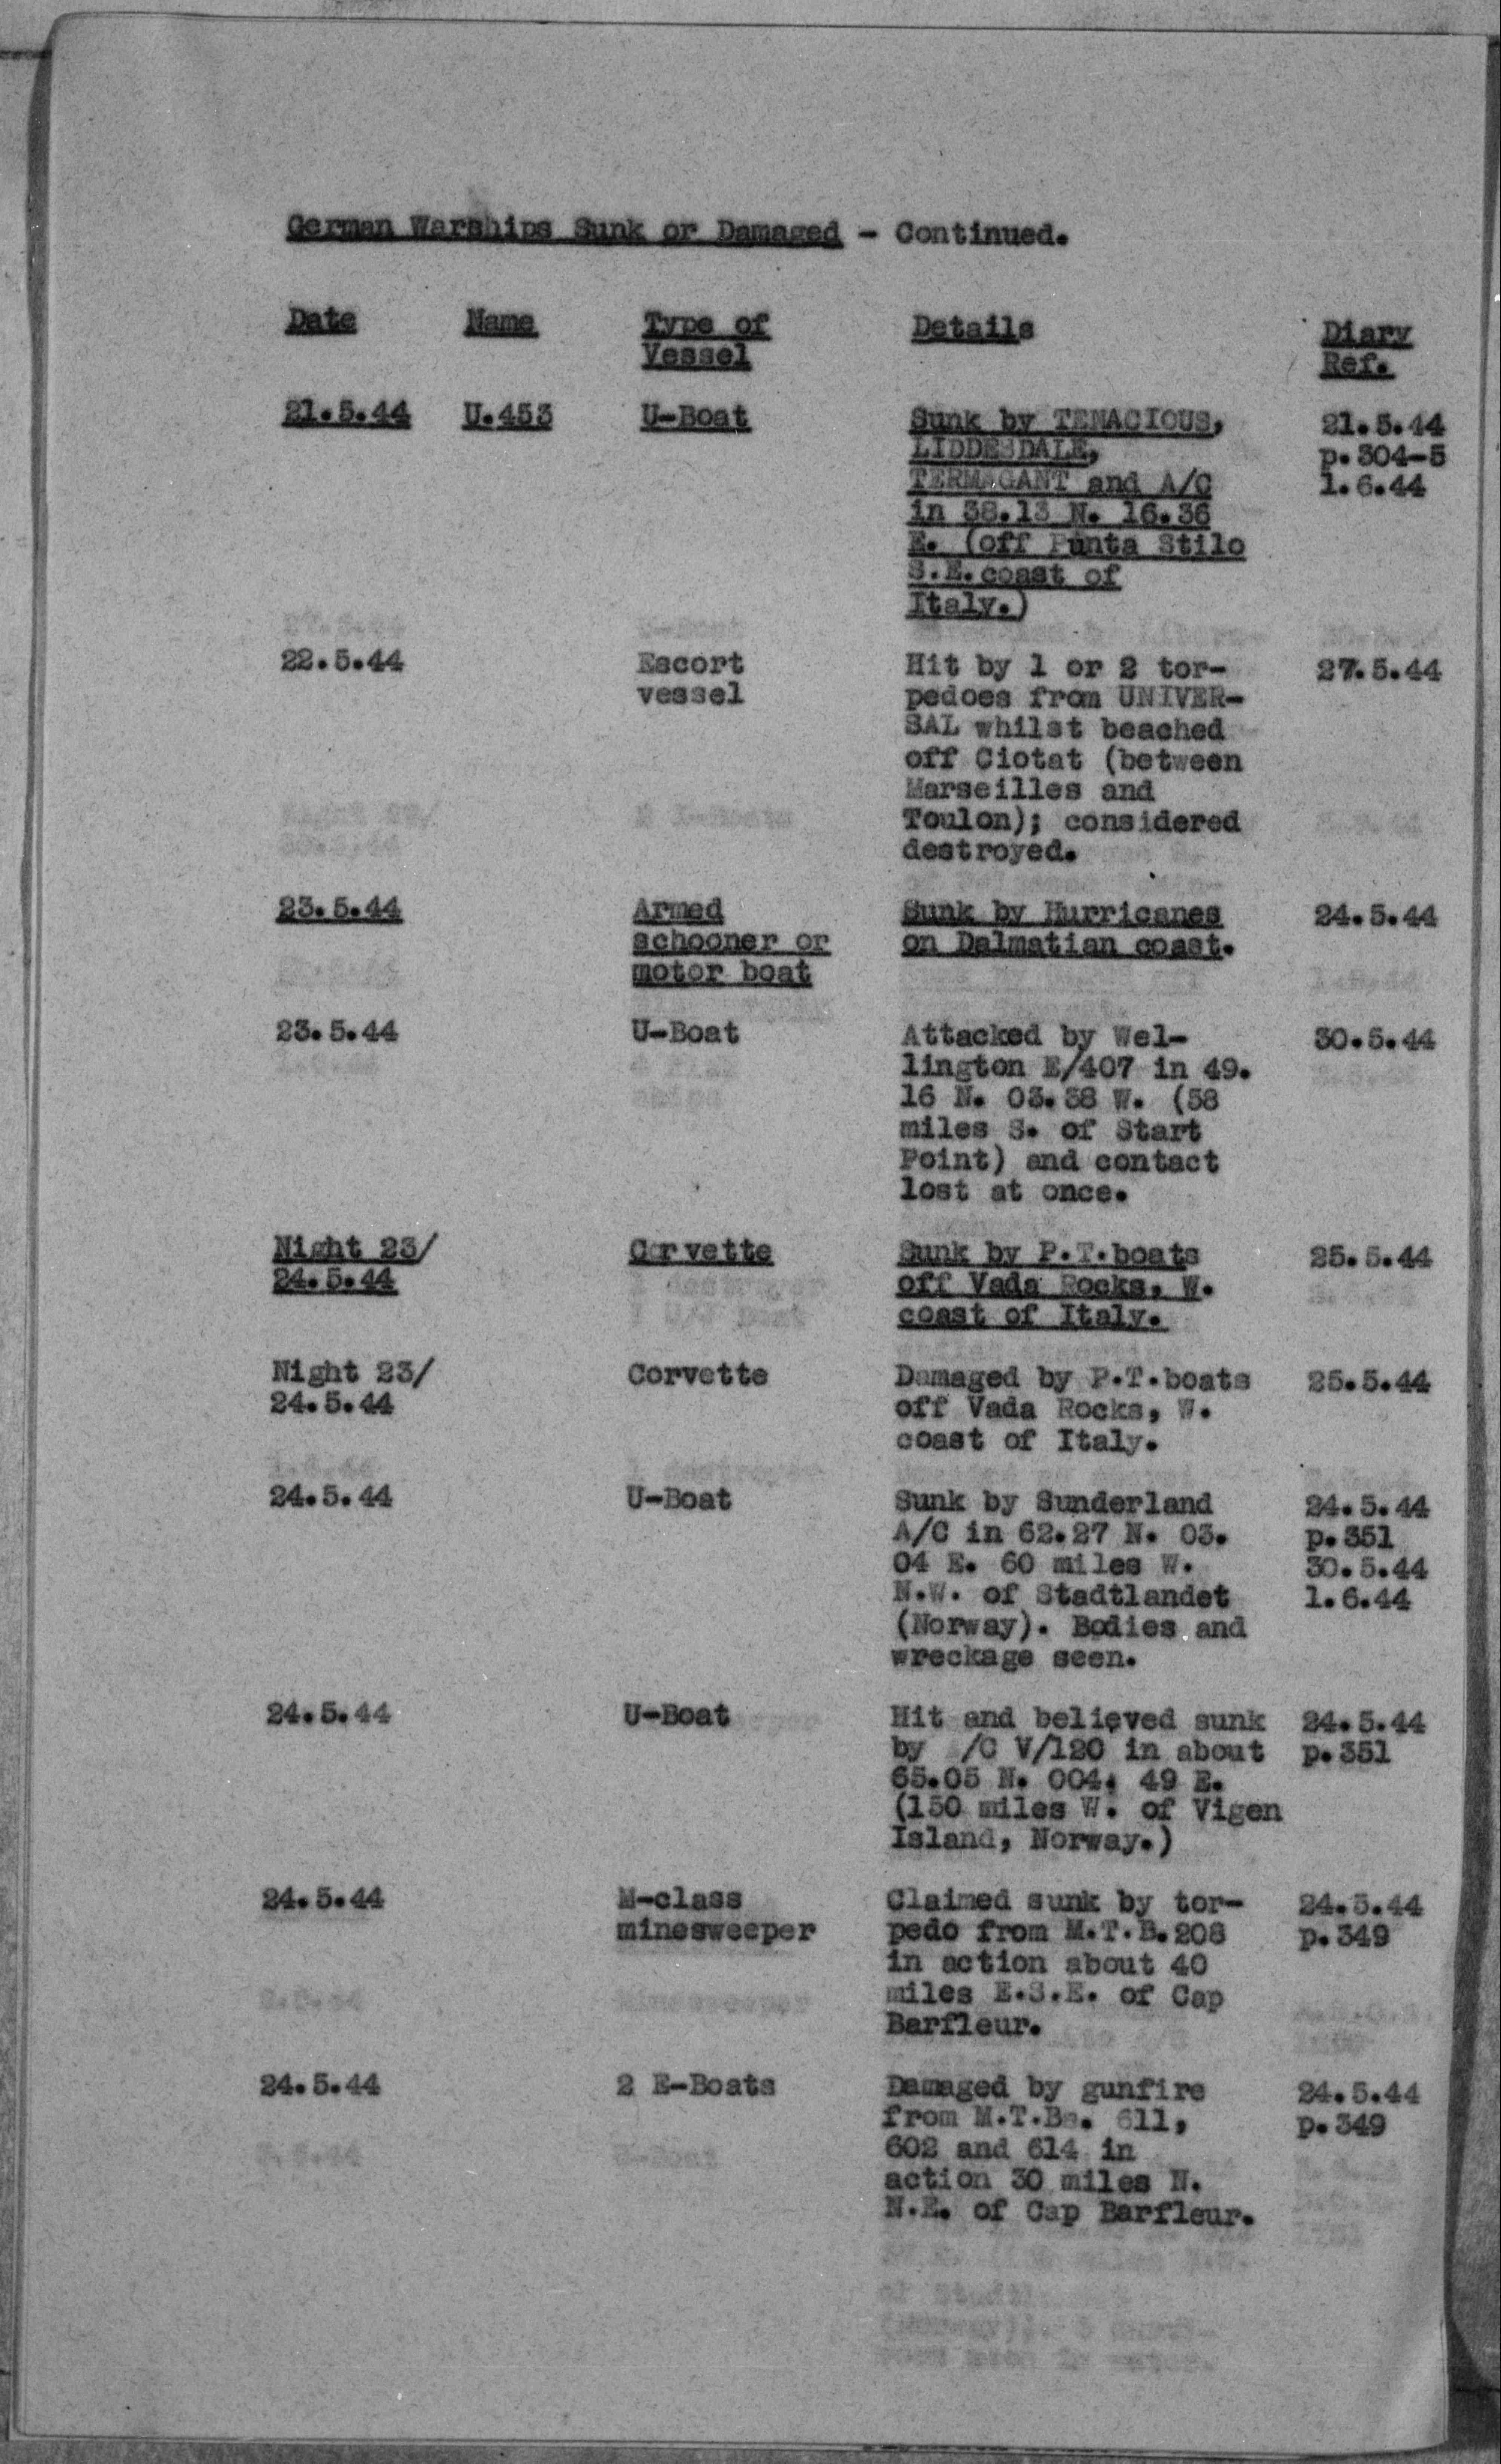 German Warships Sunk or Damaged - Continued.
Date Name Type of Vessel Details Diary Ref.
21.5.44 U.453 U-Boat Sunk by TENACIOUS, 21.5.44
LIDDESDALE, p.304-5
TERMAGANT and A/C 1.6.44
in 38.13 N. 16.36
E. (off Punta Stilo
S.E.coast of
Italy.)
22.5.44 Escort Hit by 1 or 2 tor- 27.5.44
vessel pedoes from UNIVER-
SAL whilst beached
off Ciotat (between
Marseilles and
Toulon); considered
destroyed.
23.5.44 Armed Sunk by Hurricanes 24.5.44
schooner or on Dalmatian coast.
motor boat
23.5.44 U-Boat Attacked by Wel- 30.5.44
lington E/407 in 49.
16 N. 03.38 W. (58
miles S. of Start
Point) and contact
lost at once.
Night 23/ Corvette Sunk by P.T.boats 25.5.44
24.5.44 off Vada Rocks, W.
coast of Italy.
Night 23/ Corvette Damaged by P.T.boats 25.5.44
24.5.44 off Vada Rocks, W.
coast of Italy.
24.5.44 U-Boat Sunk by Sunderland 24.5.44
A/C in 62.27 N. 03. p.351
04 E. 60 miles W. 30.5.44
N.W. of Stadtlandet 1.6.44
(Norway). Bodies and
wreckage seen.
24.5.44 U-Boat Hit and believed sunk 24.5.44
by /C V/120 in about p.351
65.05 N. 004. 49 E.
(150 miles W. of Vigen
Island, Norway.)
24.5.44 M-class Claimed sunk by tor- 24.5.44
minesweeper pedo from M.T.B.208 p.349
in action about 40
miles E.S.E. of Cap
Barfleur.
24.5.44 2 E-Boats Damaged by gunfire 24.5.44
from M.T.Bs. 611, p.349
602 and 614 in
action 30 miles N.
N.E. of Cap Barfleur.